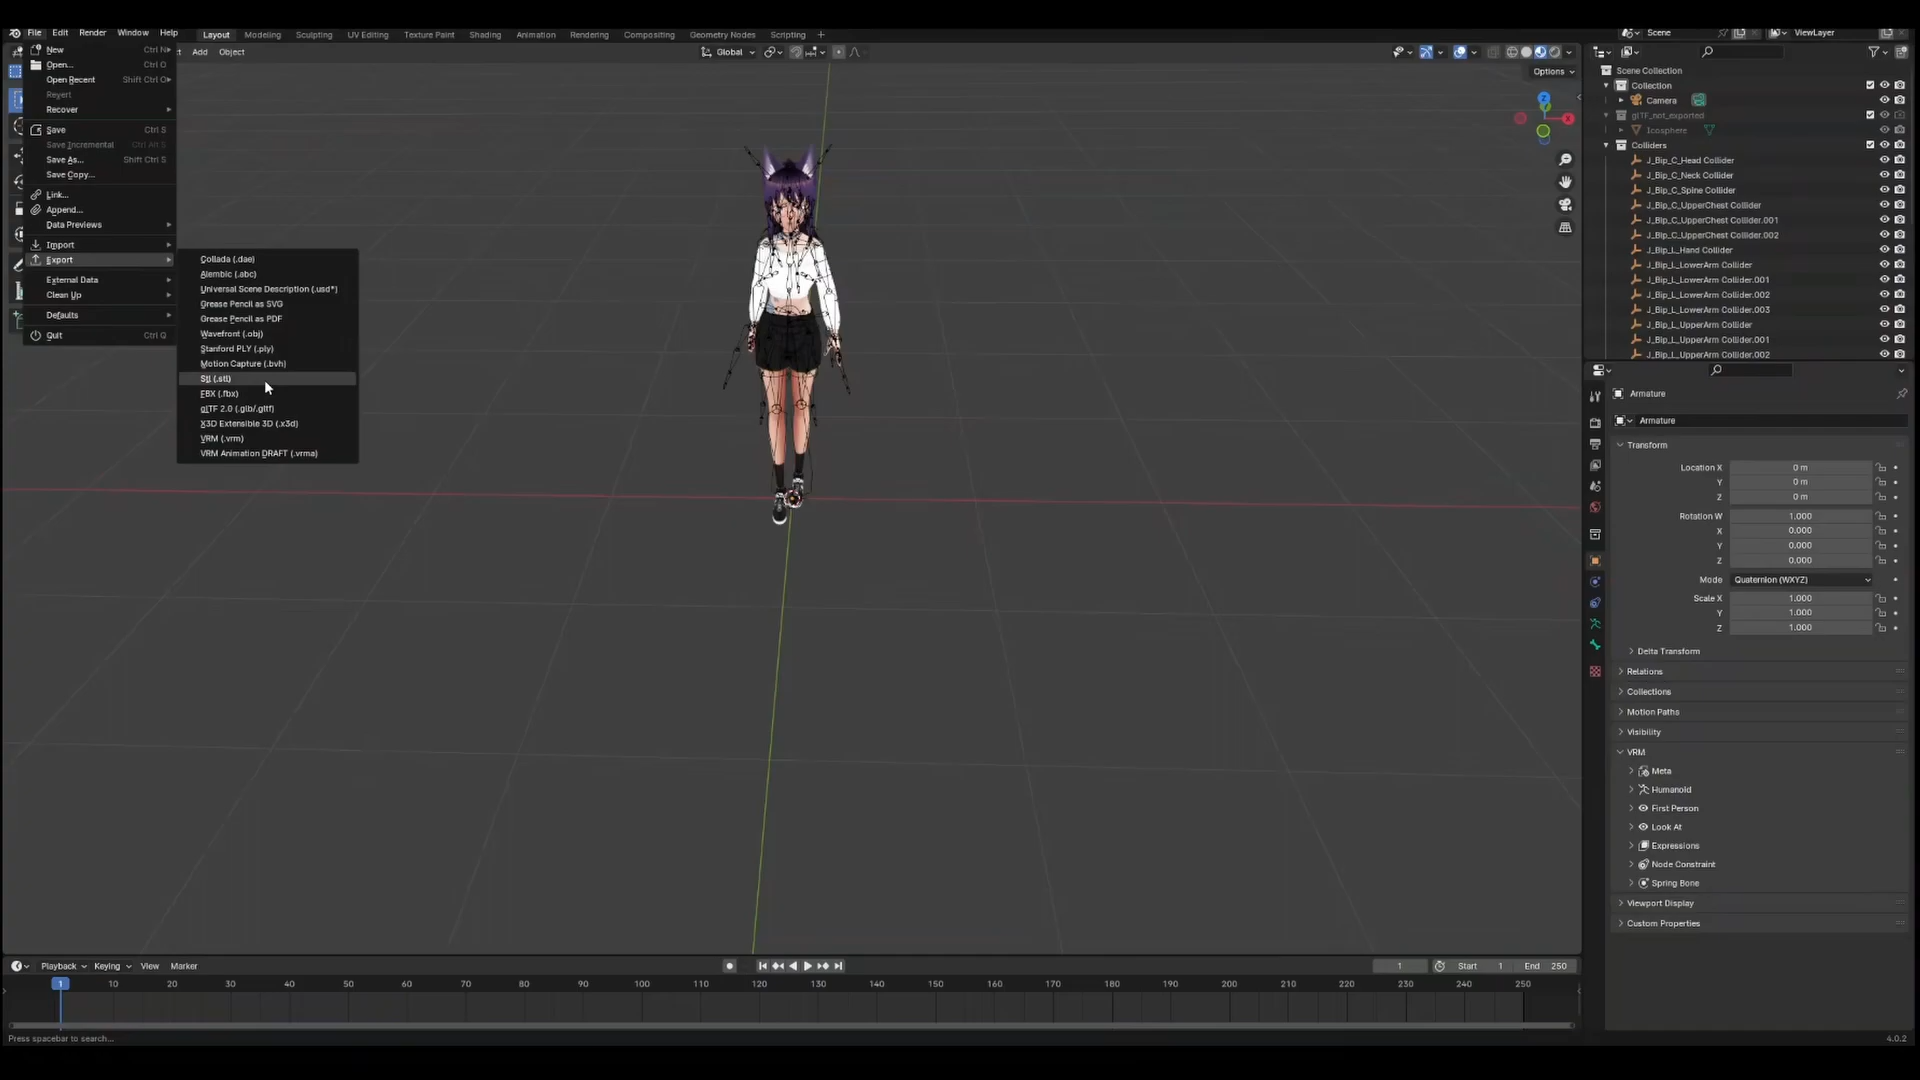 File Edit Render Window Help Layout Modeling Sculpting UV Editing Texture Paint Shading Animation Rendering Compositing Geometry Nodes Scripting + Scene ViewLayer
Add Object Global Options
New Ctrl N
Open... Ctrl O
Open Recent Shift Ctrl O
Revert
Recover
Save Ctrl S
Save Incremental Ctrl Alt S
Save As... Shift Ctrl S
Save Copy...
Link...
Append...
Data Previews
Import
Export
External Data
Clean Up
Defaults
Quit Ctrl Q
Collada (.dae)
Alembic (.abc)
Universal Scene Description (.usd*)
Grease Pencil as SVG
Grease Pencil as PDF
Wavefront (.obj)
Stanford PLY (.ply)
Motion Capture (.bvh)
Stl (.stl)
FBX (.fbx)
glTF 2.0 (.glb/.gltf)
X3D Extensible 3D (.x3d)
VRM (.vrm)
VRM Animation DRAFT (.vrma)
Z
X
Scene Collection
Collection
Camera
glTF_not_exported
Icosphere
Colliders
J_Bip_C_Head Collider
J_Bip_C_Neck Collider
J_Bip_C_Spine Collider
J_Bip_C_UpperChest Collider
J_Bip_C_UpperChest Collider.001
J_Bip_C_UpperChest Collider.002
J_Bip_L_Hand Collider
J_Bip_L_LowerArm Collider
J_Bip_L_LowerArm Collider.001
J_Bip_L_LowerArm Collider.002
J_Bip_L_LowerArm Collider.003
J_Bip_L_UpperArm Collider
J_Bip_L_UpperArm Collider.001
J_Bip_L_UpperArm Collider.002
Armature
Armature
Transform
Location X 0 m
Y 0 m
Z 0 m
Rotation W 1.000
X 0.000
Y 0.000
Z 0.000
Mode Quaternion (WXYZ)
Scale X 1.000
Y 1.000
Z 1.000
Delta Transform
Relations
Collections
Motion Paths
Visibility
VRM
Meta
Humanoid
First Person
Look At
Expressions
Node Constraint
Spring Bone
Viewport Display
Custom Properties
Playback Keying View Marker 1 Start 1 End 250
1 10 20 30 40 50 60 70 80 90 100 110 120 130 140 150 160 170 180 190 200 210 220 230 240 250
Press spacebar to search... 4.0.2